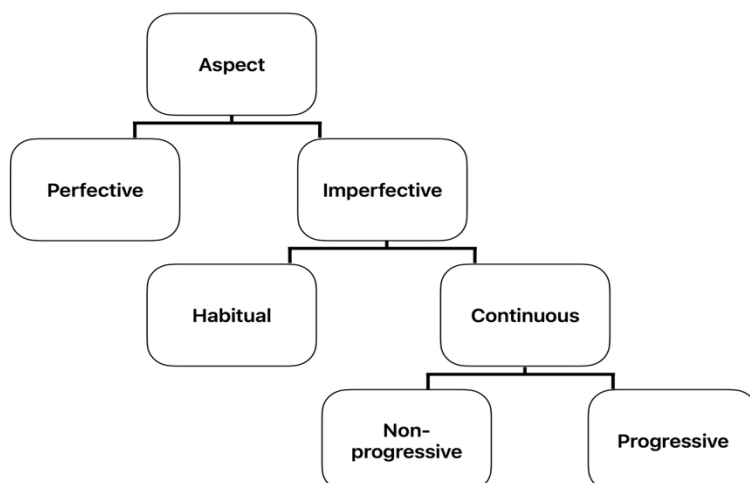 Aspect
Perfective
Imperfective
Habitual
Continuous
Non-
progressive
Progressive